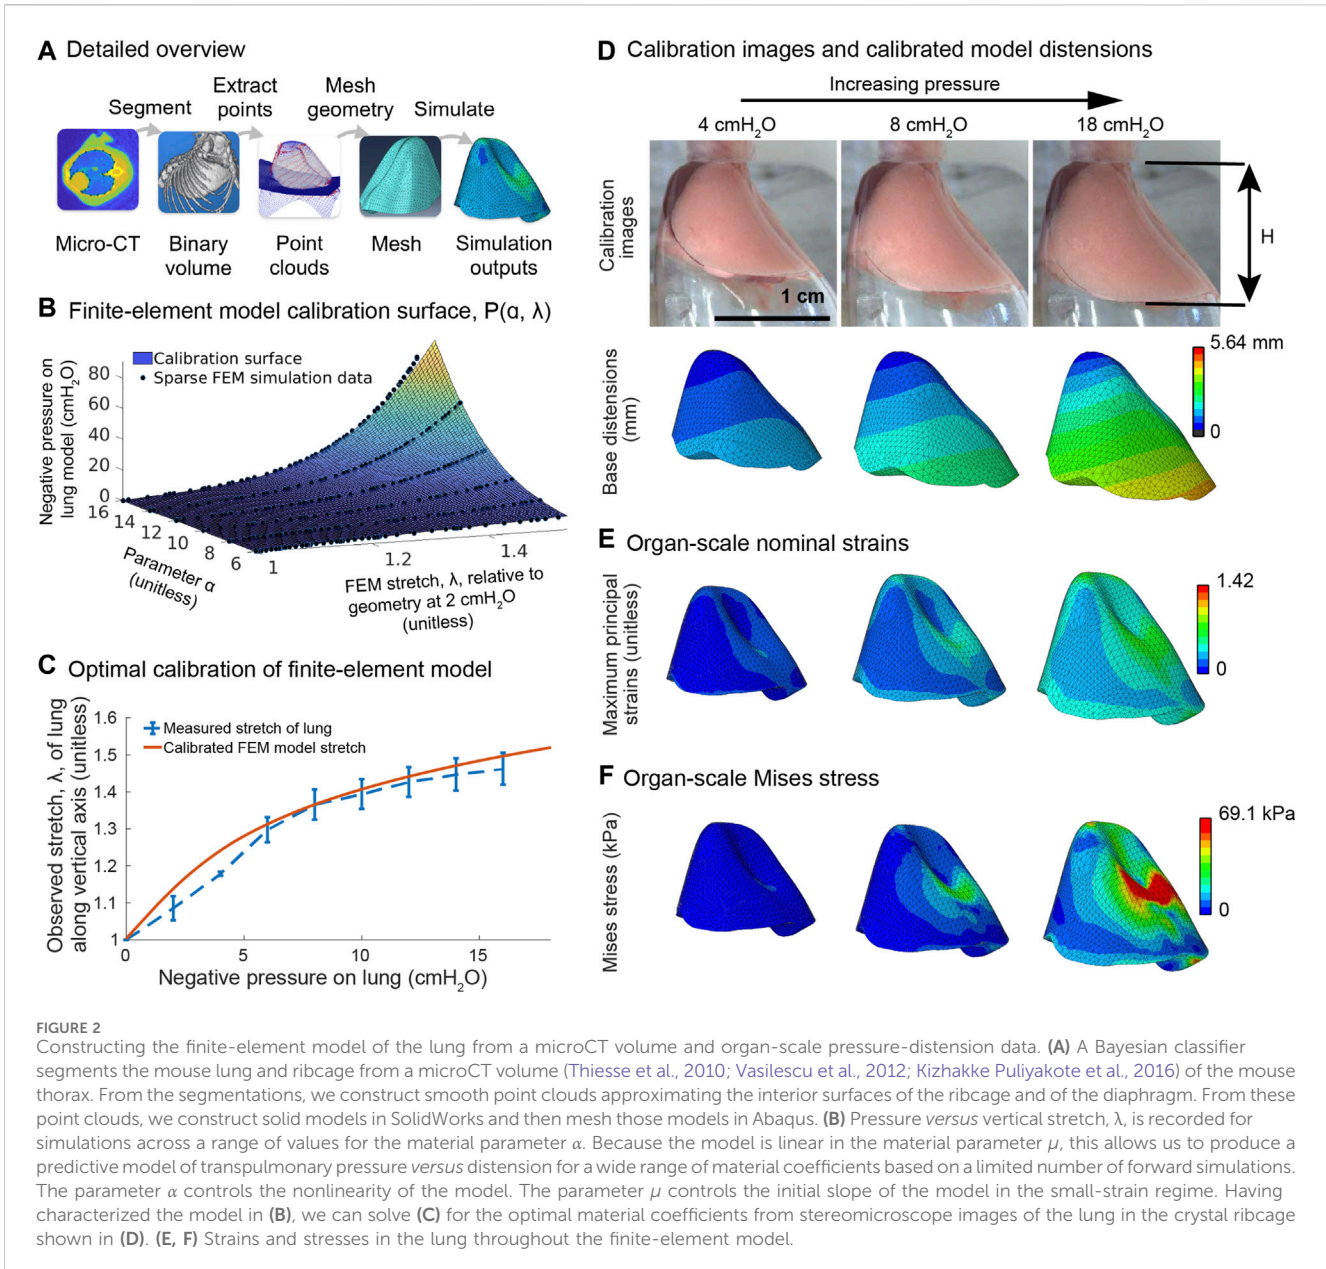 A Detailed overview
Segment
Extract
points
Mesh
geometry
Simulate
Micro-CT
Binary
volume
Point
clouds
Mesh
Simulation
outputs
B Finite-element model calibration surface, P(ɑ, λ)
Calibration surface
Sparse FEM simulation data
Negative pressure on
lung model (cmH₂O)
80
60
40
20
0
16
14
12
10
8
6
Parameter ɑ
(unitless)
1
1.2
1.4
FEM stretch, λ, relative to
geometry at 2 cmH₂O
(unitless)
C Optimal calibration of finite-element model
Observed stretch, λ, of lung
along vertical axis (unitless)
1.6
1.5
1.4
1.3
1.2
1.1
1
Measured stretch of lung
Calibrated FEM model stretch
0
5
10
15
Negative pressure on lung (cmH₂O)
D Calibration images and calibrated model distensions
Increasing pressure
4 cmH₂O
8 cmH₂O
18 cmH₂O
Calibration
images
1 cm
H
Base distensions
(mm)
5.64 mm
0
E Organ-scale nominal strains
Maximum principal
strains (unitless)
1.42
0
F Organ-scale Mises stress
Mises stress (kPa)
69.1 kPa
0
FIGURE 2
Constructing the finite-element model of the lung from a microCT volume and organ-scale pressure-distension data. (A) A Bayesian classifier
segments the mouse lung and ribcage from a microCT volume (Thiesse et al., 2010; Vasilescu et al., 2012; Kizhakke Puliyakote et al., 2016) of the mouse
thorax. From the segmentations, we construct smooth point clouds approximating the interior surfaces of the ribcage and of the diaphragm. From these
point clouds, we construct solid models in SolidWorks and then mesh those models in Abaqus. (B) Pressure versus vertical stretch, λ, is recorded for
simulations across a range of values for the material parameter α. Because the model is linear in the material parameter μ, this allows us to produce a
predictive model of transpulmonary pressure versus distension for a wide range of material coefficients based on a limited number of forward simulations.
The parameter α controls the nonlinearity of the model. The parameter μ controls the initial slope of the model in the small-strain regime. Having
characterized the model in (B), we can solve (C) for the optimal material coefficients from stereomicroscope images of the lung in the crystal ribcage
shown in (D). (E, F) Strains and stresses in the lung throughout the finite-element model.